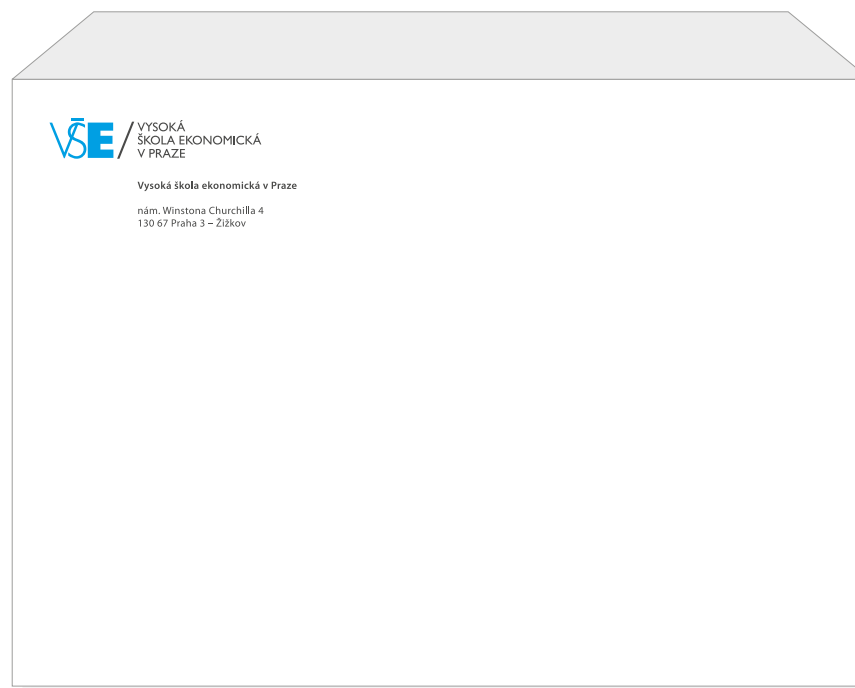 VŠE / VYSOKÁ
ŠKOLA EKONOMICKÁ
V PRAZE
Vysoká škola ekonomická v Praze
nám. Winstona Churchilla 4
130 67 Praha 3 – Žižkov